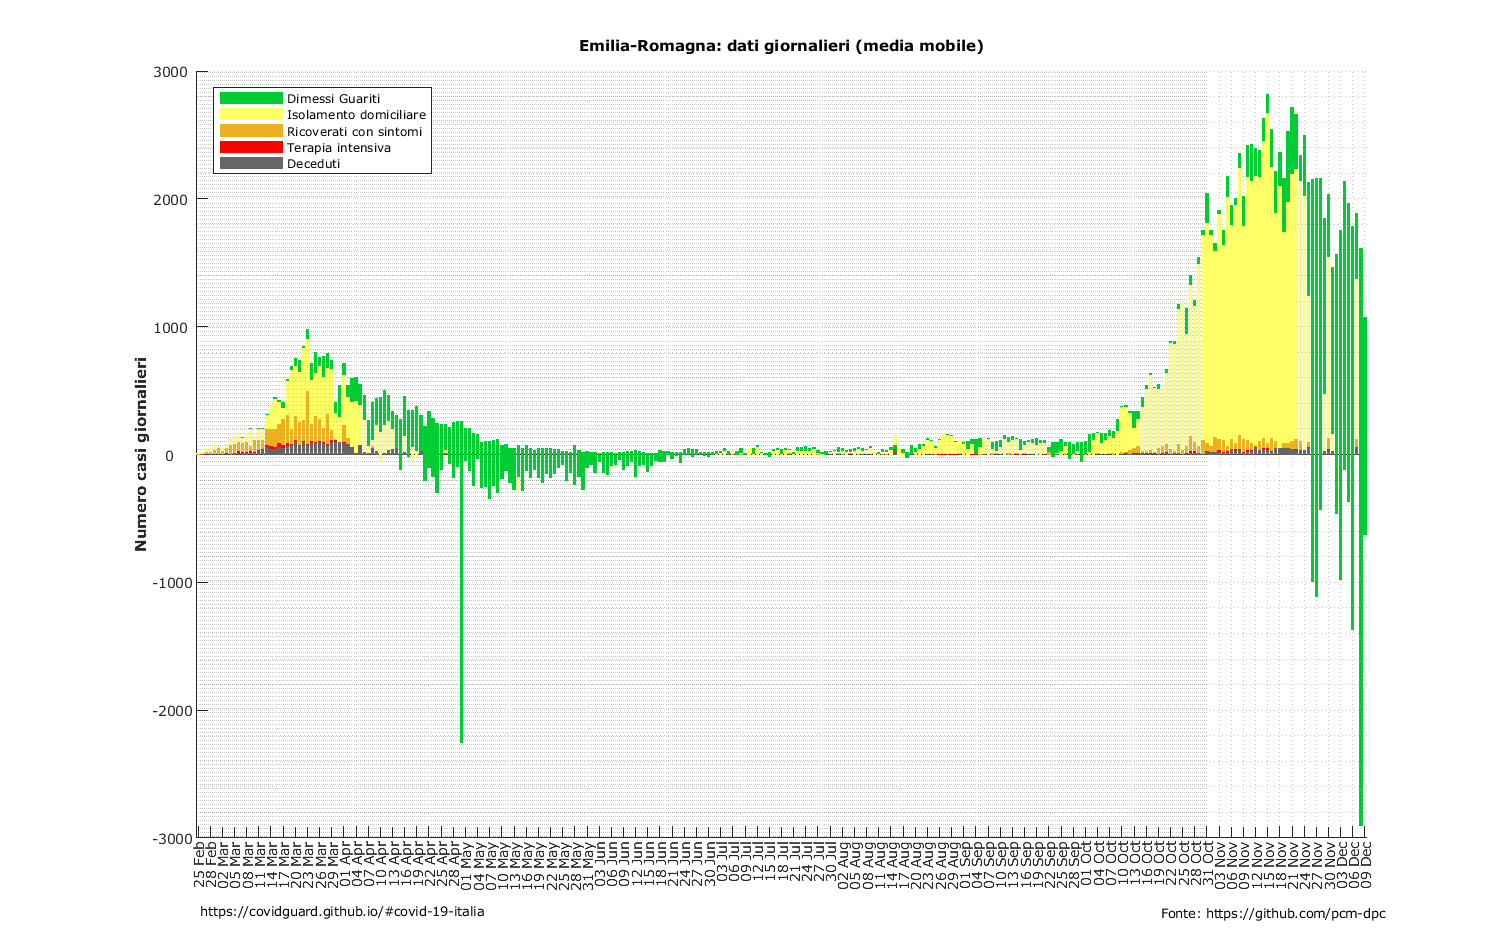 Emilia-Romagna: dati giornalieri (media mobile)
Dimessi Guariti
Isolamento domiciliare
Ricoverati con sintomi
Terapia intensiva
Deceduti
Numero casi giornalieri
3000
2000
1000
0
-1000
-2000
-3000
25 Feb
28 Feb
02 Mar
05 Mar
08 Mar
11 Mar
14 Mar
17 Mar
20 Mar
23 Mar
26 Mar
29 Mar
01 Apr
04 Apr
07 Apr
10 Apr
13 Apr
16 Apr
19 Apr
22 Apr
25 Apr
28 Apr
01 May
04 May
07 May
10 May
13 May
16 May
19 May
22 May
25 May
28 May
31 May
03 Jun
06 Jun
09 Jun
12 Jun
15 Jun
18 Jun
21 Jun
24 Jun
27 Jun
30 Jun
03 Jul
06 Jul
09 Jul
12 Jul
15 Jul
18 Jul
21 Jul
24 Jul
27 Jul
30 Jul
02 Aug
05 Aug
08 Aug
11 Aug
14 Aug
17 Aug
20 Aug
23 Aug
26 Aug
29 Aug
01 Sep
04 Sep
07 Sep
10 Sep
13 Sep
16 Sep
19 Sep
22 Sep
25 Sep
28 Sep
01 Oct
04 Oct
07 Oct
10 Oct
13 Oct
16 Oct
19 Oct
22 Oct
25 Oct
28 Oct
31 Oct
03 Nov
06 Nov
09 Nov
12 Nov
15 Nov
18 Nov
21 Nov
24 Nov
27 Nov
30 Nov
03 Dec
06 Dec
09 Dec
https://covidguard.github.io/#covid-19-italia
Fonte: https://github.com/pcm-dpc